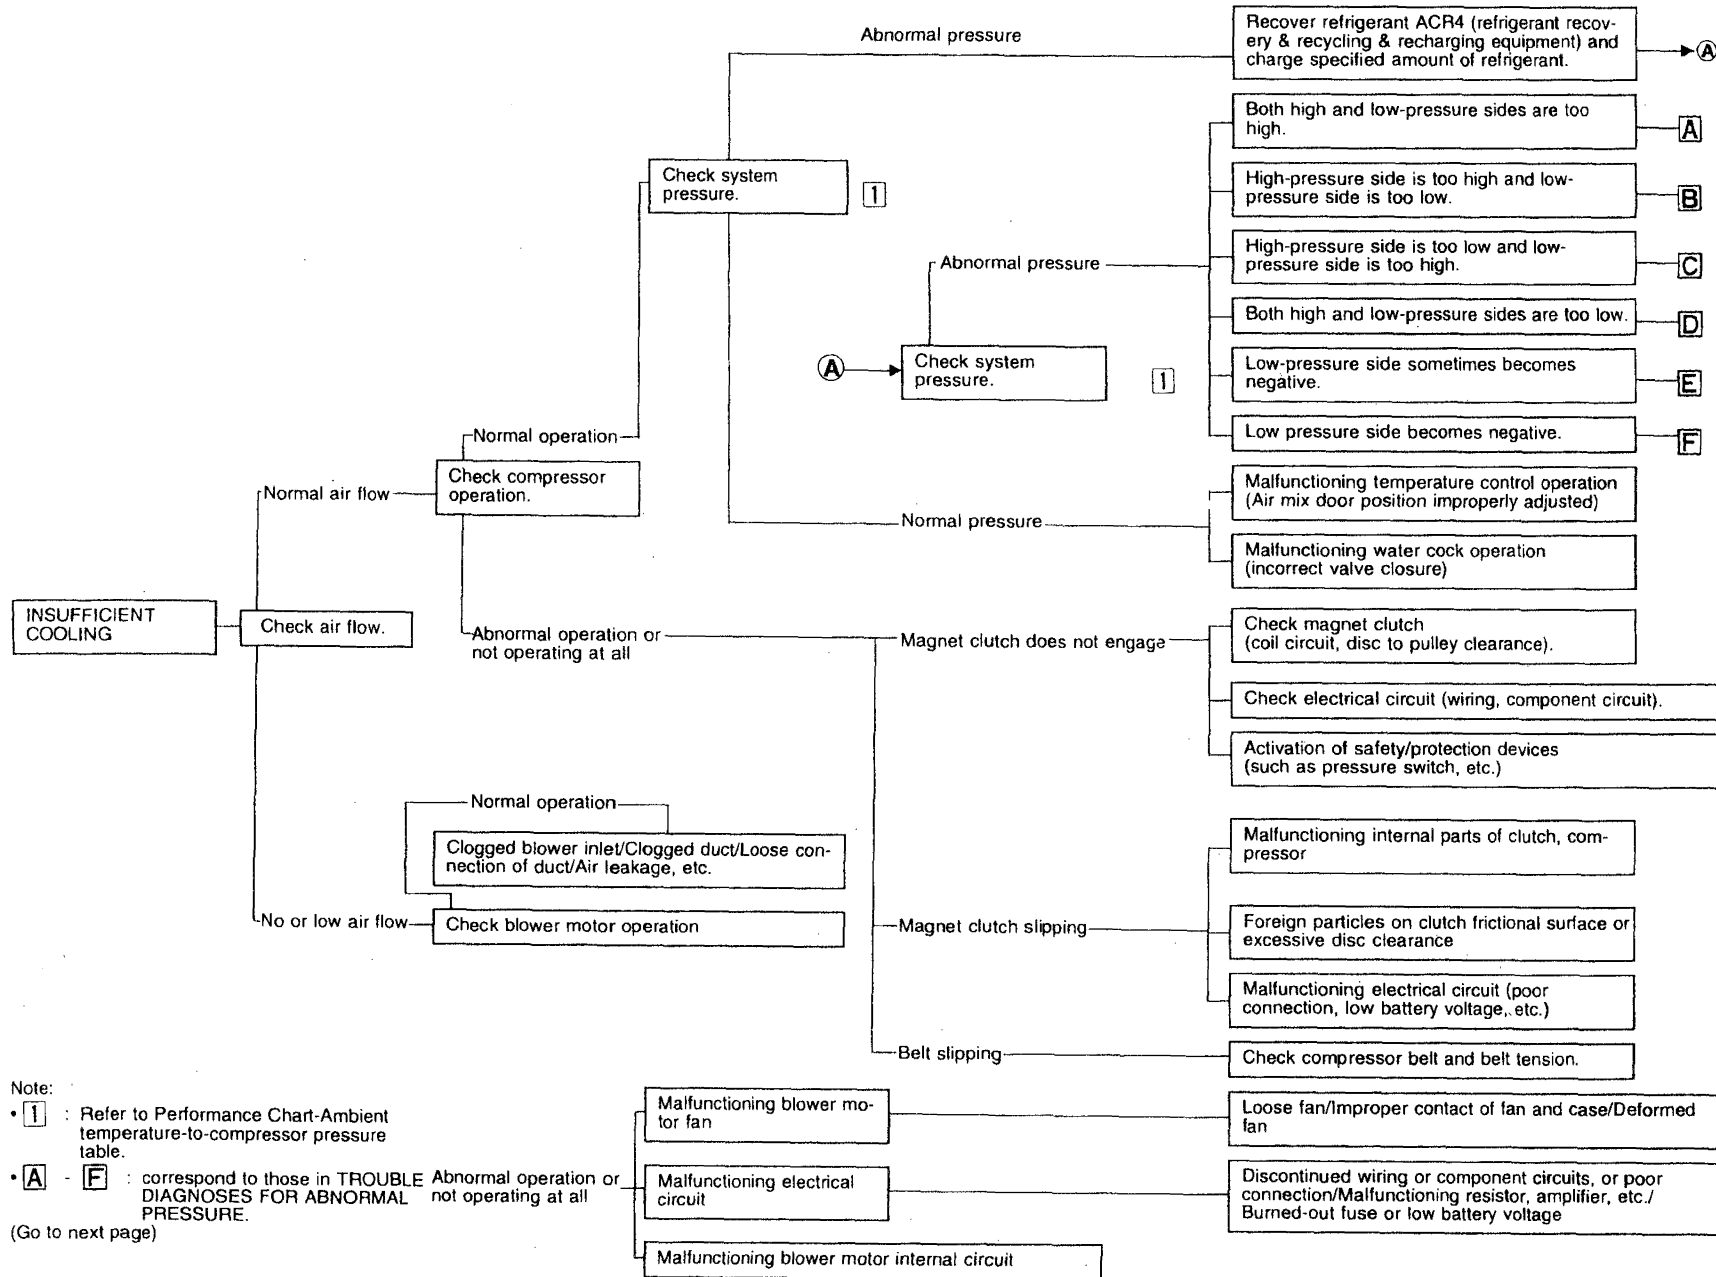 Abnormal pressure
Recover refrigerant ACR4 (refrigerant recov-
ery & recycling & recharging equipment) and
charge specified amount of refrigerant.
A
Both high and low-pressure sides are too
high.
A
Check system
pressure.
1
High-pressure side is too high and low-
pressure side is too low.
B
Abnormal pressure
High-pressure side is too low and low-
pressure side is too high.
C
Both high and low-pressure sides are too low.
D
A
Check system
pressure.
1
Low-pressure side sometimes becomes
negative.
E
Low pressure side becomes negative.
F
Normal operation
Check compressor
operation.
Normal air flow
Normal pressure
Malfunctioning temperature control operation
(Air mix door position improperly adjusted)
Malfunctioning water cock operation
(incorrect valve closure)
INSUFFICIENT
COOLING
Check air flow.
Abnormal operation or
not operating at all
Magnet clutch does not engage
Check magnet clutch
(coil circuit, disc to pulley clearance).
Check electrical circuit (wiring, component circuit).
Activation of safety/protection devices
(such as pressure switch, etc.)
Normal operation
Clogged blower inlet/Clogged duct/Loose con-
nection of duct/Air leakage, etc.
No or low air flow
Check blower motor operation
Malfunctioning internal parts of clutch, com-
pressor
Magnet clutch slipping
Foreign particles on clutch frictional surface or
excessive disc clearance
Malfunctioning electrical circuit (poor
connection, low battery voltage, etc.)
Belt slipping
Check compressor belt and belt tension.
Note:
• 1 : Refer to Performance Chart-Ambient
temperature-to-compressor pressure
table.
• A - F : correspond to those in TROUBLE
DIAGNOSES FOR ABNORMAL
PRESSURE.
(Go to next page)
Abnormal operation or
not operating at all
Malfunctioning blower mo-
tor fan
Loose fan/Improper contact of fan and case/Deformed
fan
Malfunctioning electrical
circuit
Discontinued wiring or component circuits, or poor
connection/Malfunctioning resistor, amplifier, etc./
Burned-out fuse or low battery voltage
Malfunctioning blower motor internal circuit